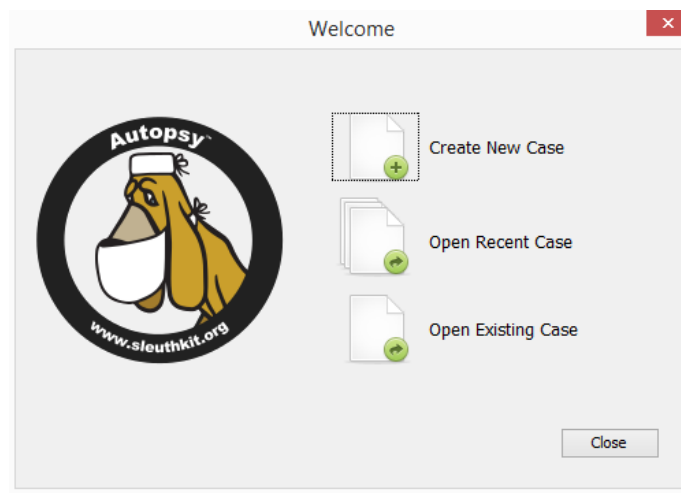 Welcome
Autopsy™
www.sleuthkit.org
Create New Case
Open Recent Case
Open Existing Case
Close